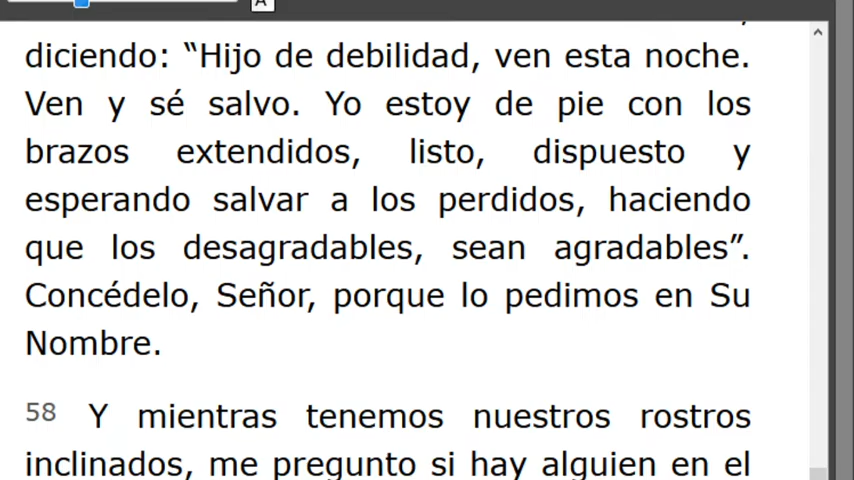 A
diciendo: “Hijo de debilidad, ven esta noche.
Ven y sé salvo. Yo estoy de pie con los
brazos extendidos, listo, dispuesto y
esperando salvar a los perdidos, haciendo
que los desagradables, sean agradables”.
Concédelo, Señor, porque lo pedimos en Su
Nombre.
58 Y mientras tenemos nuestros rostros
inclinados, me pregunto si hay alguien en el